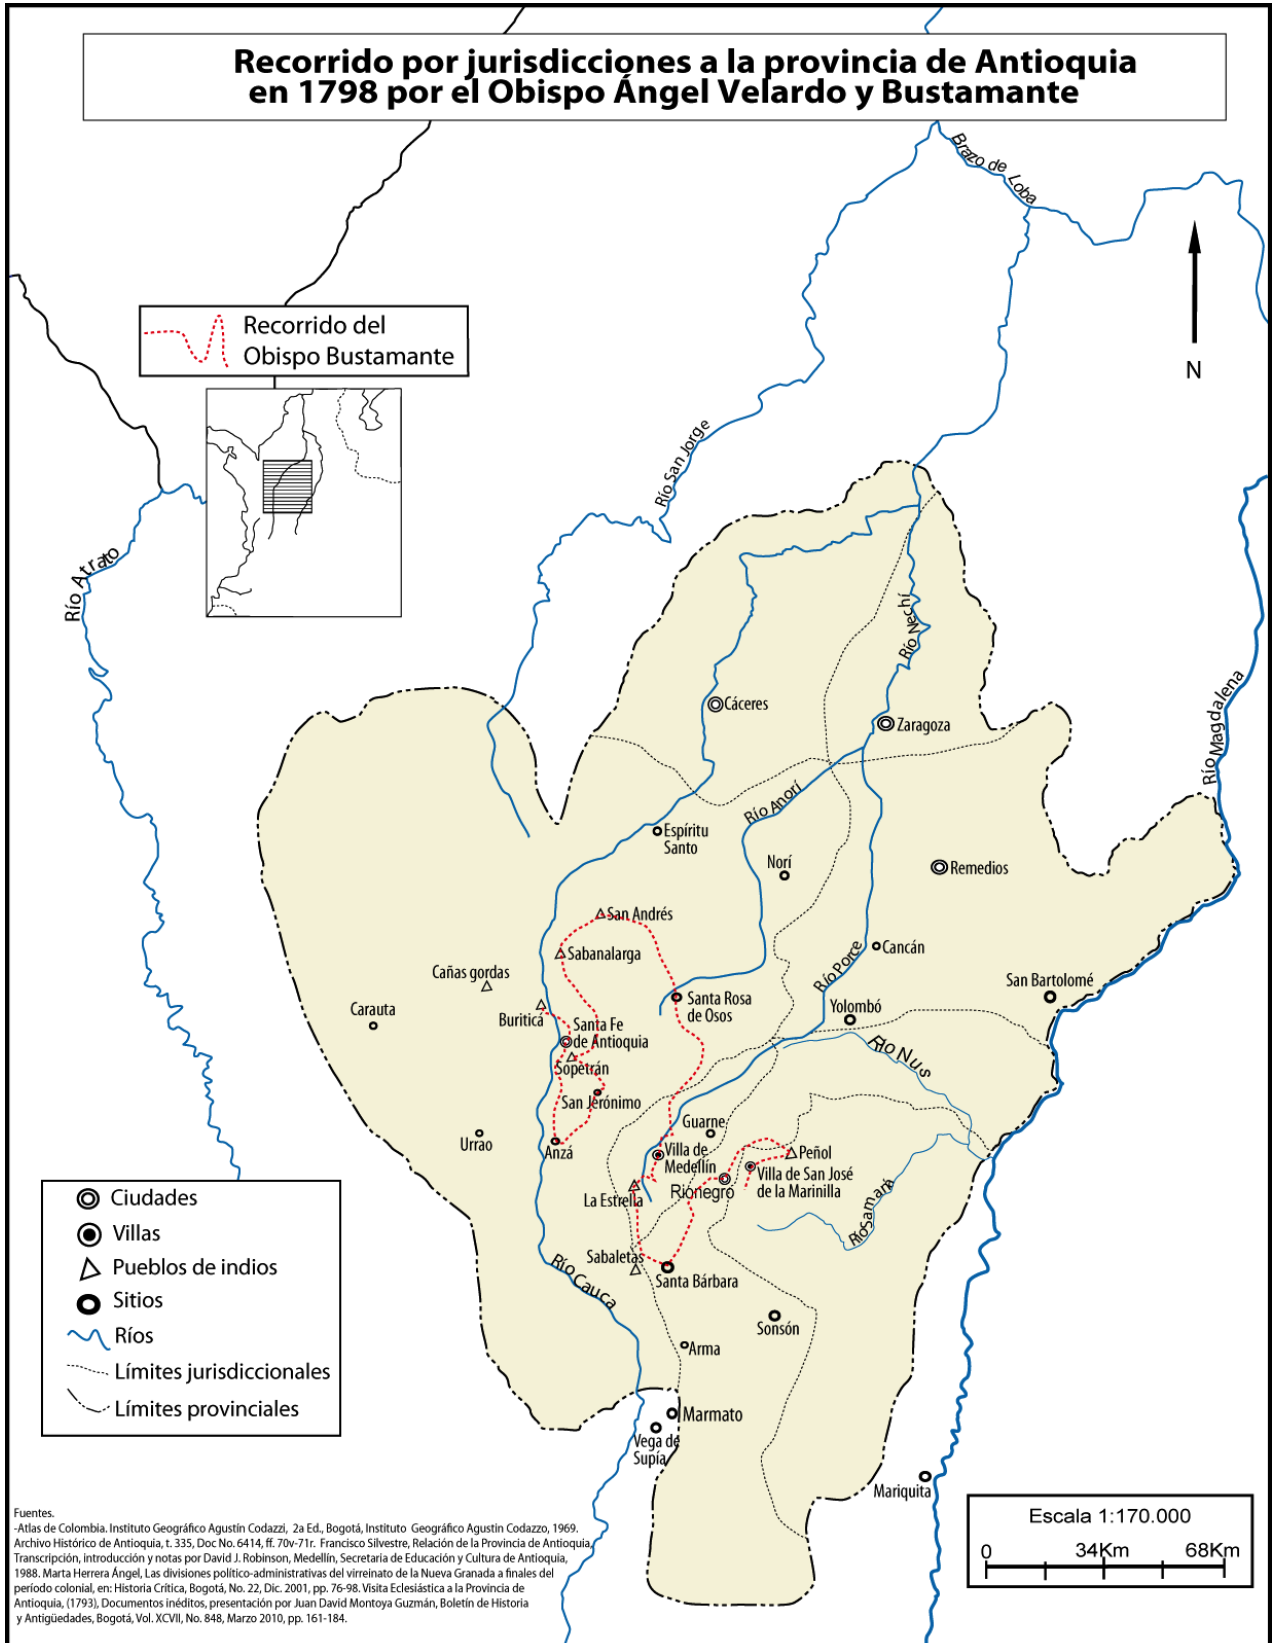 Recorrido por jurisdicciones a la provincia de Antioquia
en 1798 por el Obispo Ángel Velardo y Bustamante
Brazo de Loba
N
Recorrido del
Obispo Bustamante
Río San Jorge
Río Atrato
Río Nechí
Río Magdalena
Cáceres
Zaragoza
Río Anorí
Espíritu
Santo
Norí
Remedios
San Andrés
Sabanalarga
Cancán
Río Porce
Cañas gordas
San Bartolomé
Carauta
Buriticá
Santa Rosa
de Osos
Yolombó
Santa Fe
de Antioquia
Río Nus
Sopetrán
San Jerónimo
Guarne
Urrao
Anzá
Villa de
Medellín
Peñol
Villa de San José
de la Marinilla
La Estrella
Rionegro
Río Samará
Sabaletas
Santa Bárbara
Río Cauca
Sonsón
Arma
Marmato
Vega de
Supía
Mariquita
Ciudades
Villas
Pueblos de indios
Sitios
Ríos
Límites jurisdiccionales
Límites provinciales
Escala 1:170.000
0 34Km 68Km
Fuentes.
-Atlas de Colombia. Instituto Geográfico Agustín Codazzi, 2a Ed., Bogotá, Instituto Geográfico Agustin Codazzo, 1969.
Archivo Histórico de Antioquia, t. 335, Doc No. 6414, ff. 70v-71r. Francisco Silvestre, Relación de la Provincia de Antioquia,
Transcripción, introducción y notas por David J. Robinson, Medellín, Secretaria de Educación y Cultura de Antioquia,
1988. Marta Herrera Ángel, Las divisiones político-administrativas del virreinato de la Nueva Granada a finales del
período colonial, en: Historia Crítica, Bogotá, No. 22, Dic. 2001, pp. 76-98. Visita Eclesiástica a la Provincia de
Antioquia, (1793), Documentos inéditos, presentación por Juan David Montoya Guzmán, Boletín de Historia
y Antigüedades, Bogotá, Vol. XCVII, No. 848, Marzo 2010, pp. 161-184.